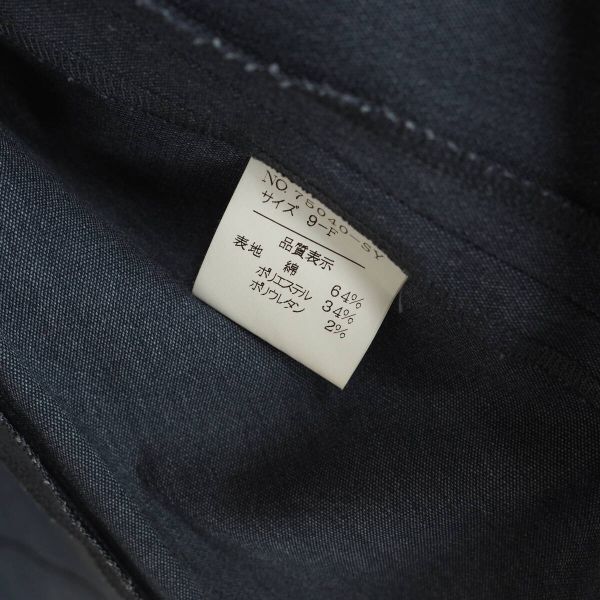 NO.75040-SY
サイズ 9-F
品質表示
表地 綿 64%
ポリエステル 34%
ポリウレタン 2%